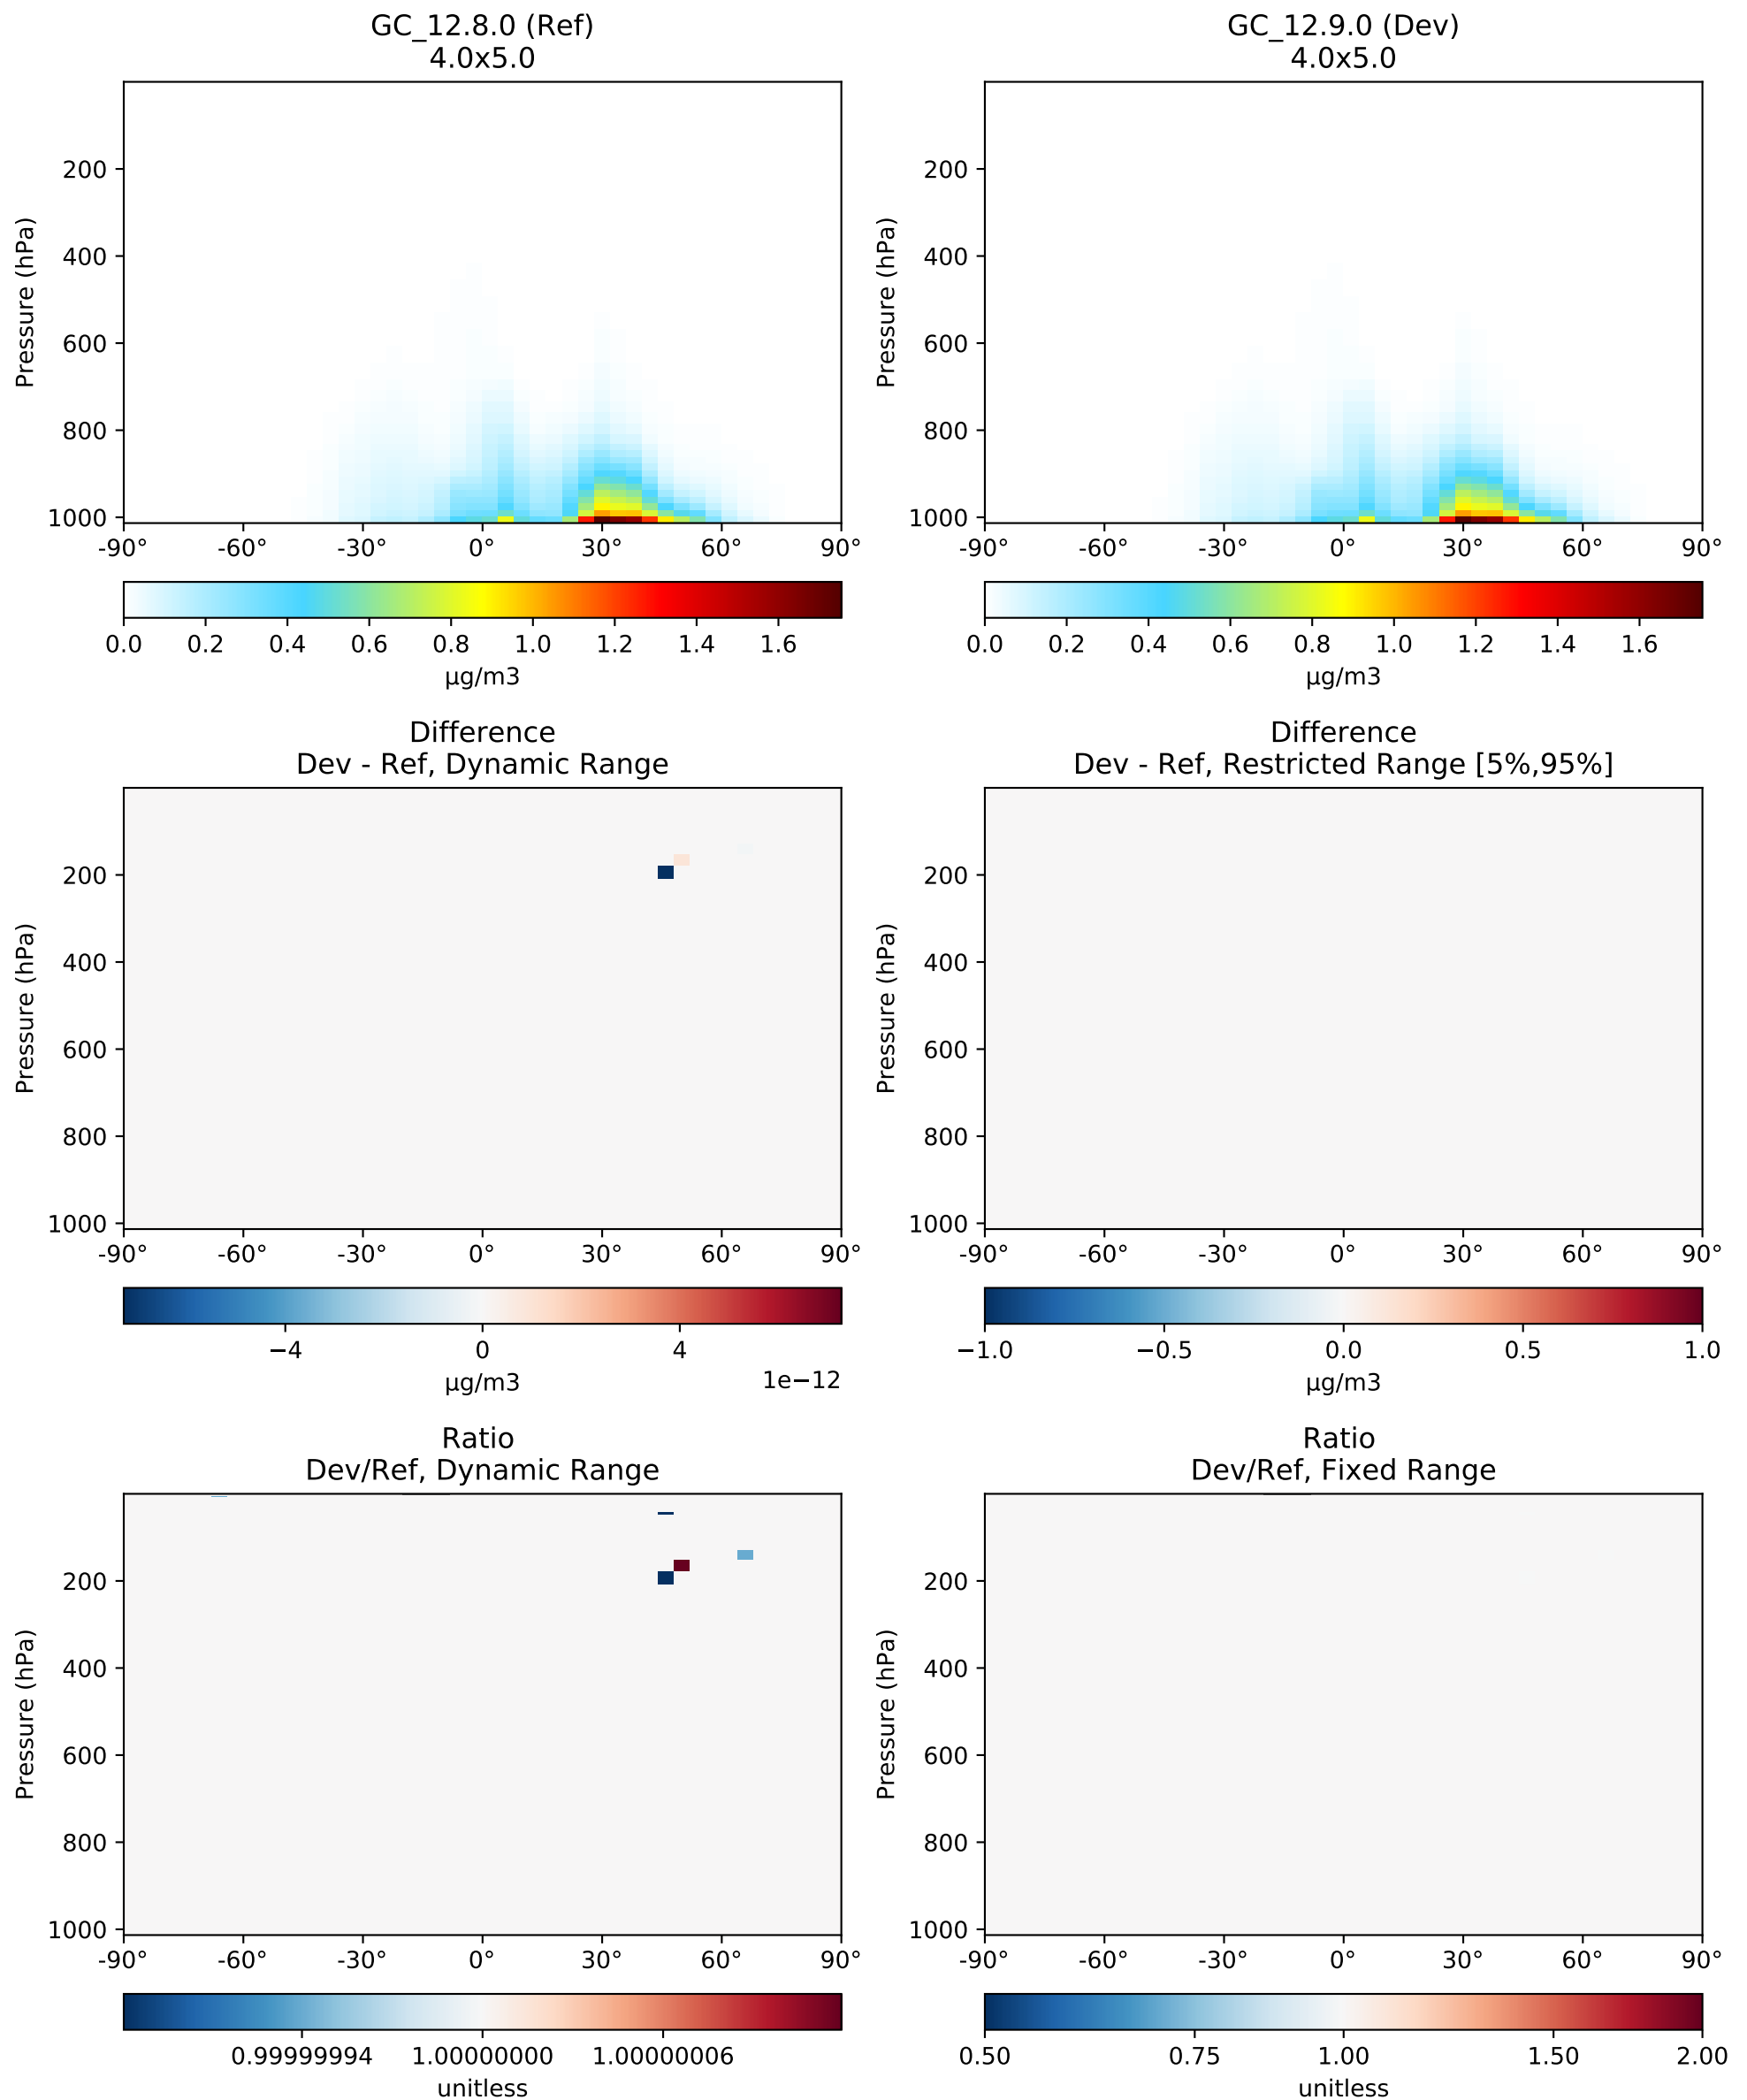 GC_12.8.0 (Ref)
4.0x5.0
GC_12.9.0 (Dev)
4.0x5.0
Pressure (hPa)
200
400
600
800
1000
-90° -60° -30° 0° 30° 60° 90°
0.0 0.2 0.4 0.6 0.8 1.0 1.2 1.4 1.6
μg/m3
Pressure (hPa)
200
400
600
800
1000
-90° -60° -30° 0° 30° 60° 90°
0.0 0.2 0.4 0.6 0.8 1.0 1.2 1.4 1.6
μg/m3
Difference
Dev - Ref, Dynamic Range
Pressure (hPa)
200
400
600
800
1000
-90° -60° -30° 0° 30° 60° 90°
−4 0 4
μg/m3
1e−12
Difference
Dev - Ref, Restricted Range [5%,95%]
Pressure (hPa)
200
400
600
800
1000
-90° -60° -30° 0° 30° 60° 90°
−1.0 −0.5 0.0 0.5 1.0
μg/m3
Ratio
Dev/Ref, Dynamic Range
Pressure (hPa)
200
400
600
800
1000
-90° -60° -30° 0° 30° 60° 90°
0.99999994 1.00000000 1.00000006
unitless
Ratio
Dev/Ref, Fixed Range
Pressure (hPa)
200
400
600
800
1000
-90° -60° -30° 0° 30° 60° 90°
0.50 0.75 1.00 1.50 2.00
unitless